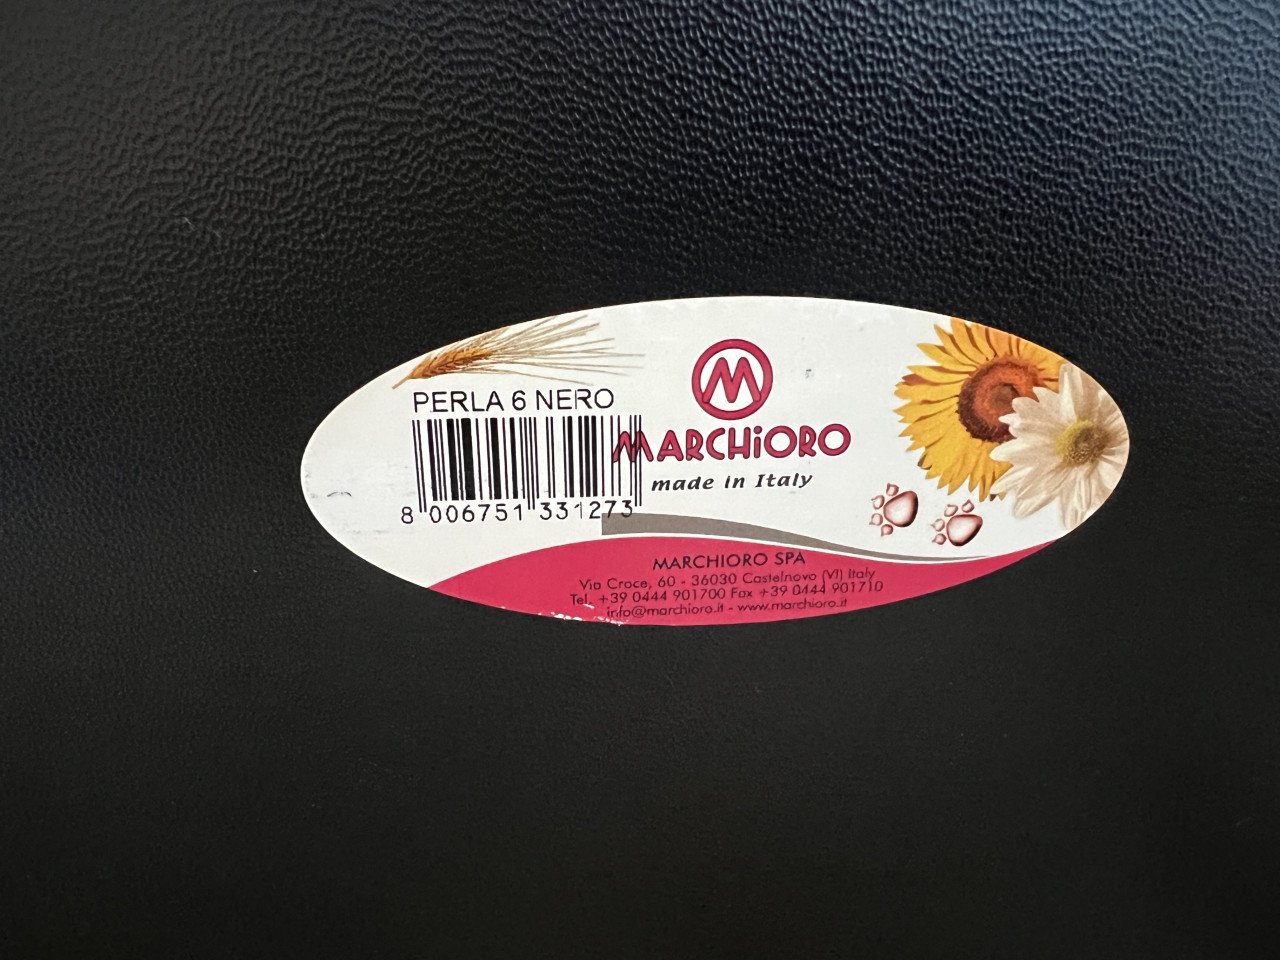 PERLA 6 NERO
8 006751 331273
M
MARCHiORO
made in Italy
MARCHIORO SPA
Via Croce, 60 - 36030 Castelnovo (VI) Italy
Tel. +39 0444 901700 Fax +39 0444 901710
info@marchioro.it - www.marchioro.it